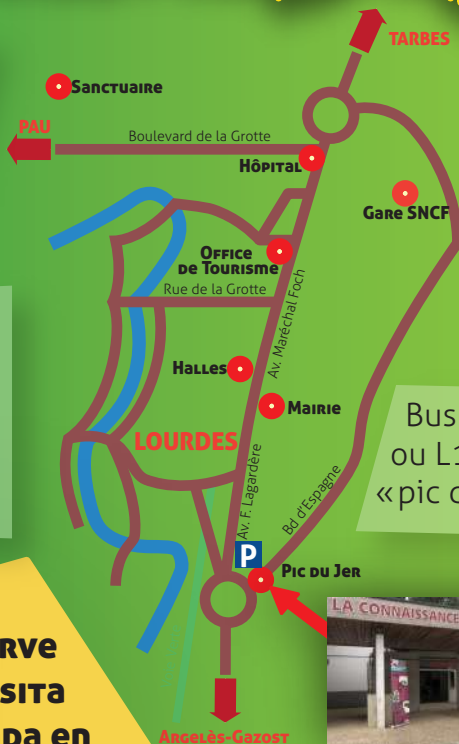 TARBES
Sanctuaire
PAU
Boulevard de la Grotte
Hôpital
Gare SNCF
Office
de Tourisme
Rue de la Grotte
Av. Maréchal Foch
Halles
Mairie
LOURDES
Av. F. Lagardère
Bd d'Espagne
Bus
ou L1
«pic d
P
Pic du Jer
LA CONNAISSANCE
RVE
SITA
PA EN
Argelès-Gazost